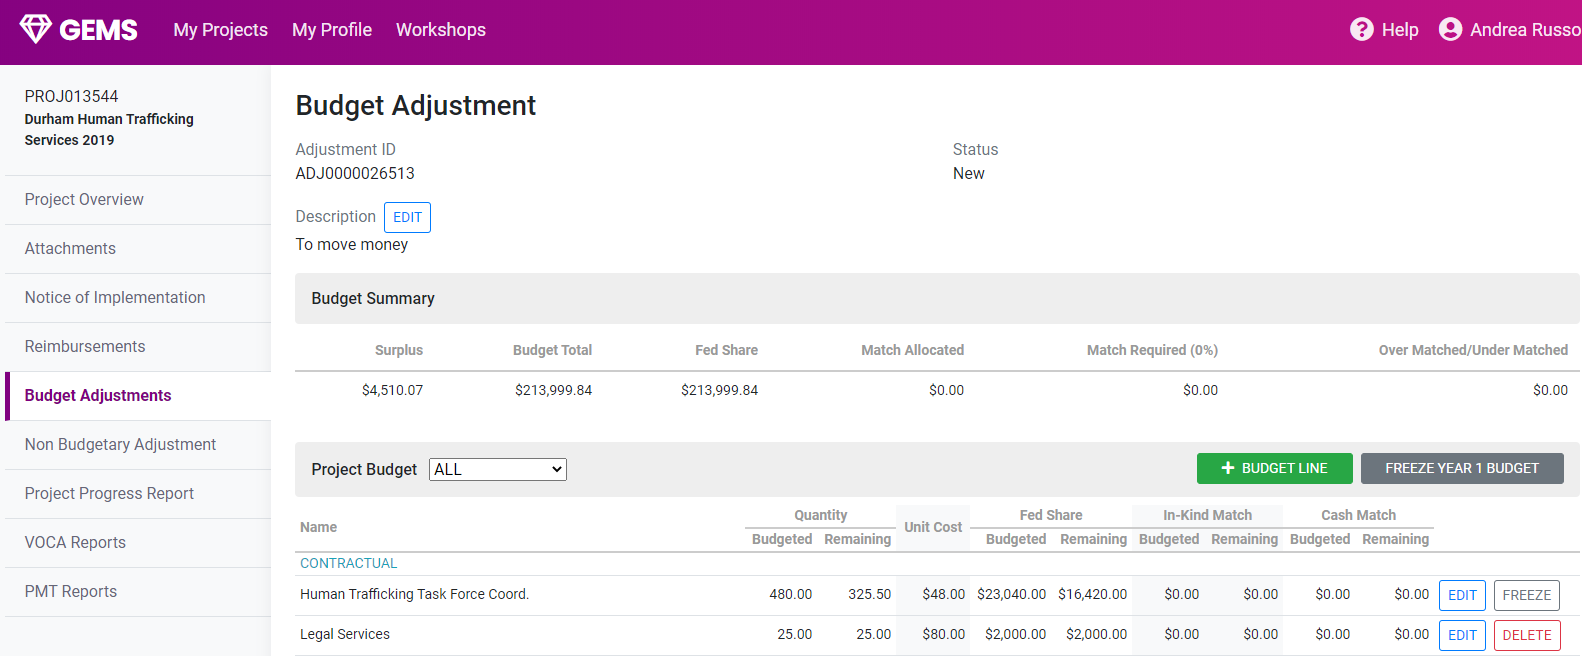 GEMS My Projects My Profile Workshops Help Andrea Russo
PROJ013544
Durham Human Trafficking
Services 2019
Project Overview
Attachments
Notice of Implementation
Reimbursements
Budget Adjustments
Non Budgetary Adjustment
Project Progress Report
VOCA Reports
PMT Reports
Budget Adjustment
Adjustment ID Status
ADJ0000026513 New
Description EDIT
To move money
Budget Summary
Surplus Budget Total Fed Share Match Allocated Match Required (0%) Over Matched/Under Matched
$4,510.07 $213,999.84 $213,999.84 $0.00 $0.00 $0.00
Project Budget ALL + BUDGET LINE FREEZE YEAR 1 BUDGET
Name Quantity Unit Cost Fed Share In-Kind Match Cash Match
Budgeted Remaining Budgeted Remaining Budgeted Remaining Budgeted Remaining
CONTRACTUAL
Human Trafficking Task Force Coord. 480.00 325.50 $48.00 $23,040.00 $16,420.00 $0.00 $0.00 $0.00 $0.00 EDIT FREEZE
Legal Services 25.00 25.00 $80.00 $2,000.00 $2,000.00 $0.00 $0.00 $0.00 $0.00 EDIT DELETE